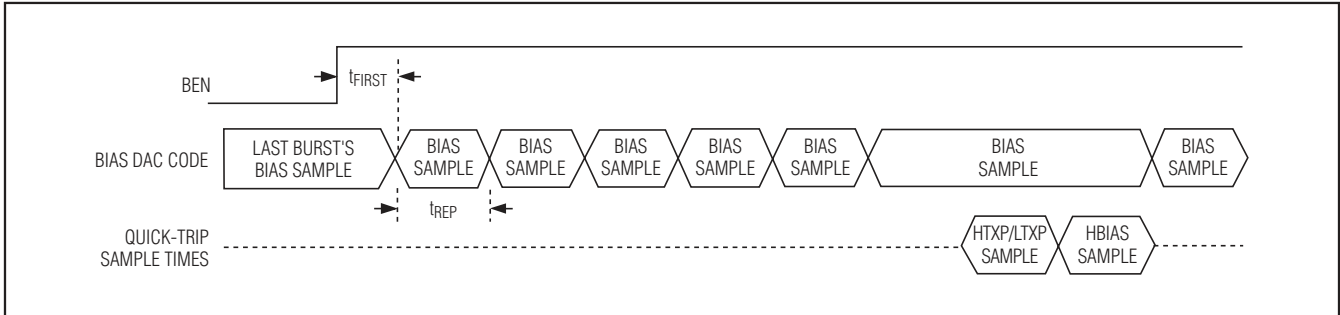 BEN
tFIRST
BIAS DAC CODE
LAST BURST'S
BIAS SAMPLE
BIAS
SAMPLE
BIAS
SAMPLE
BIAS
SAMPLE
BIAS
SAMPLE
BIAS
SAMPLE
BIAS
SAMPLE
BIAS
SAMPLE
tREP
QUICK-TRIP
SAMPLE TIMES
HTXP/LTXP
SAMPLE
HBIAS
SAMPLE